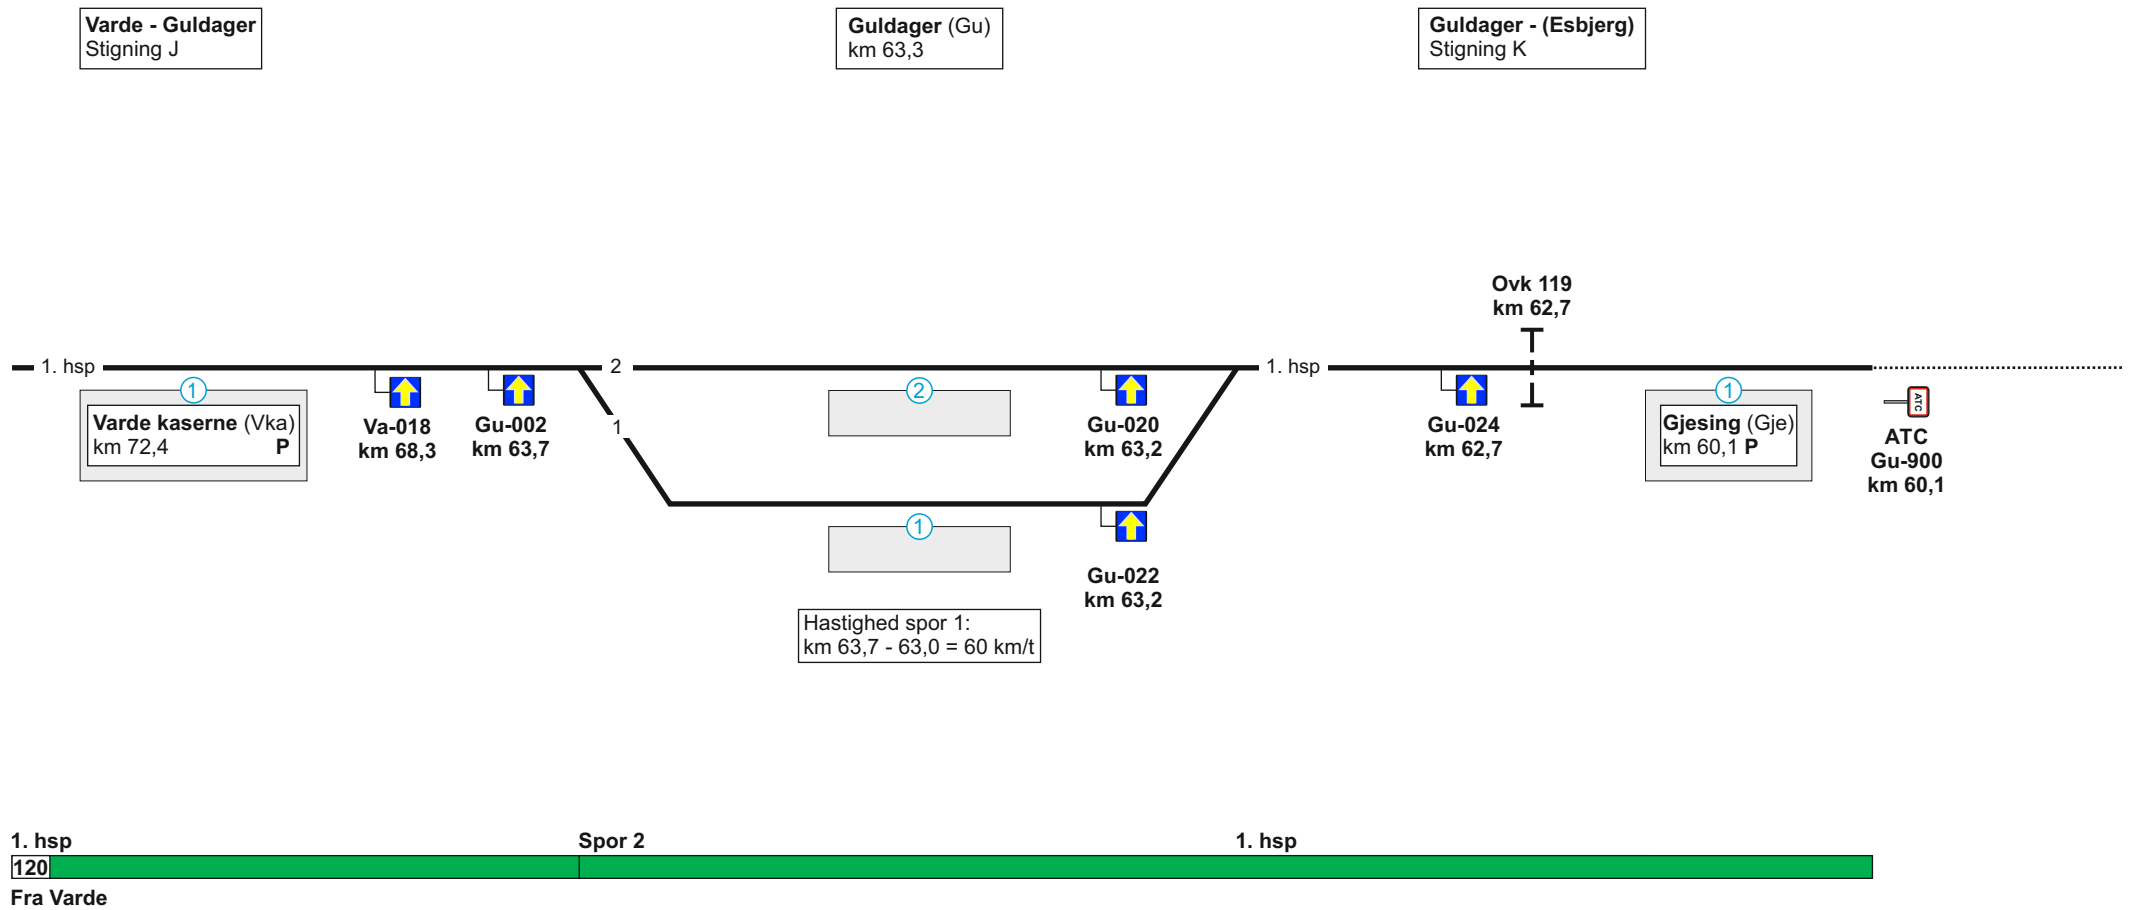 Varde - Guldager
Stigning J
Guldager (Gu)
km 63,3
Guldager - (Esbjerg)
Stigning K
Ovk 119
km 62,7
1. hsp
2
1. hsp
1
Varde kaserne (Vka)
km 72,4 P
Va-018
km 68,3
Gu-002
km 63,7
1
2
Gu-020
km 63,2
Gu-024
km 62,7
1
Gjesing (Gje)
km 60,1 P
ATC
ATC
Gu-900
km 60,1
1
Gu-022
km 63,2
Hastighed spor 1:
km 63,7 - 63,0 = 60 km/t
1. hsp
Spor 2
1. hsp
120
Fra Varde